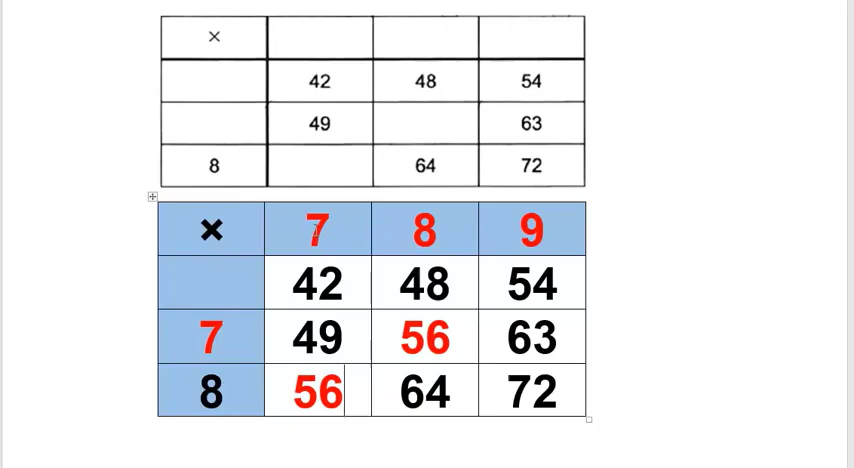 ×
42 48 54
49 63
8 64 72
× 7 8 9
42 48 54
7 49 56 63
8 56 64 72